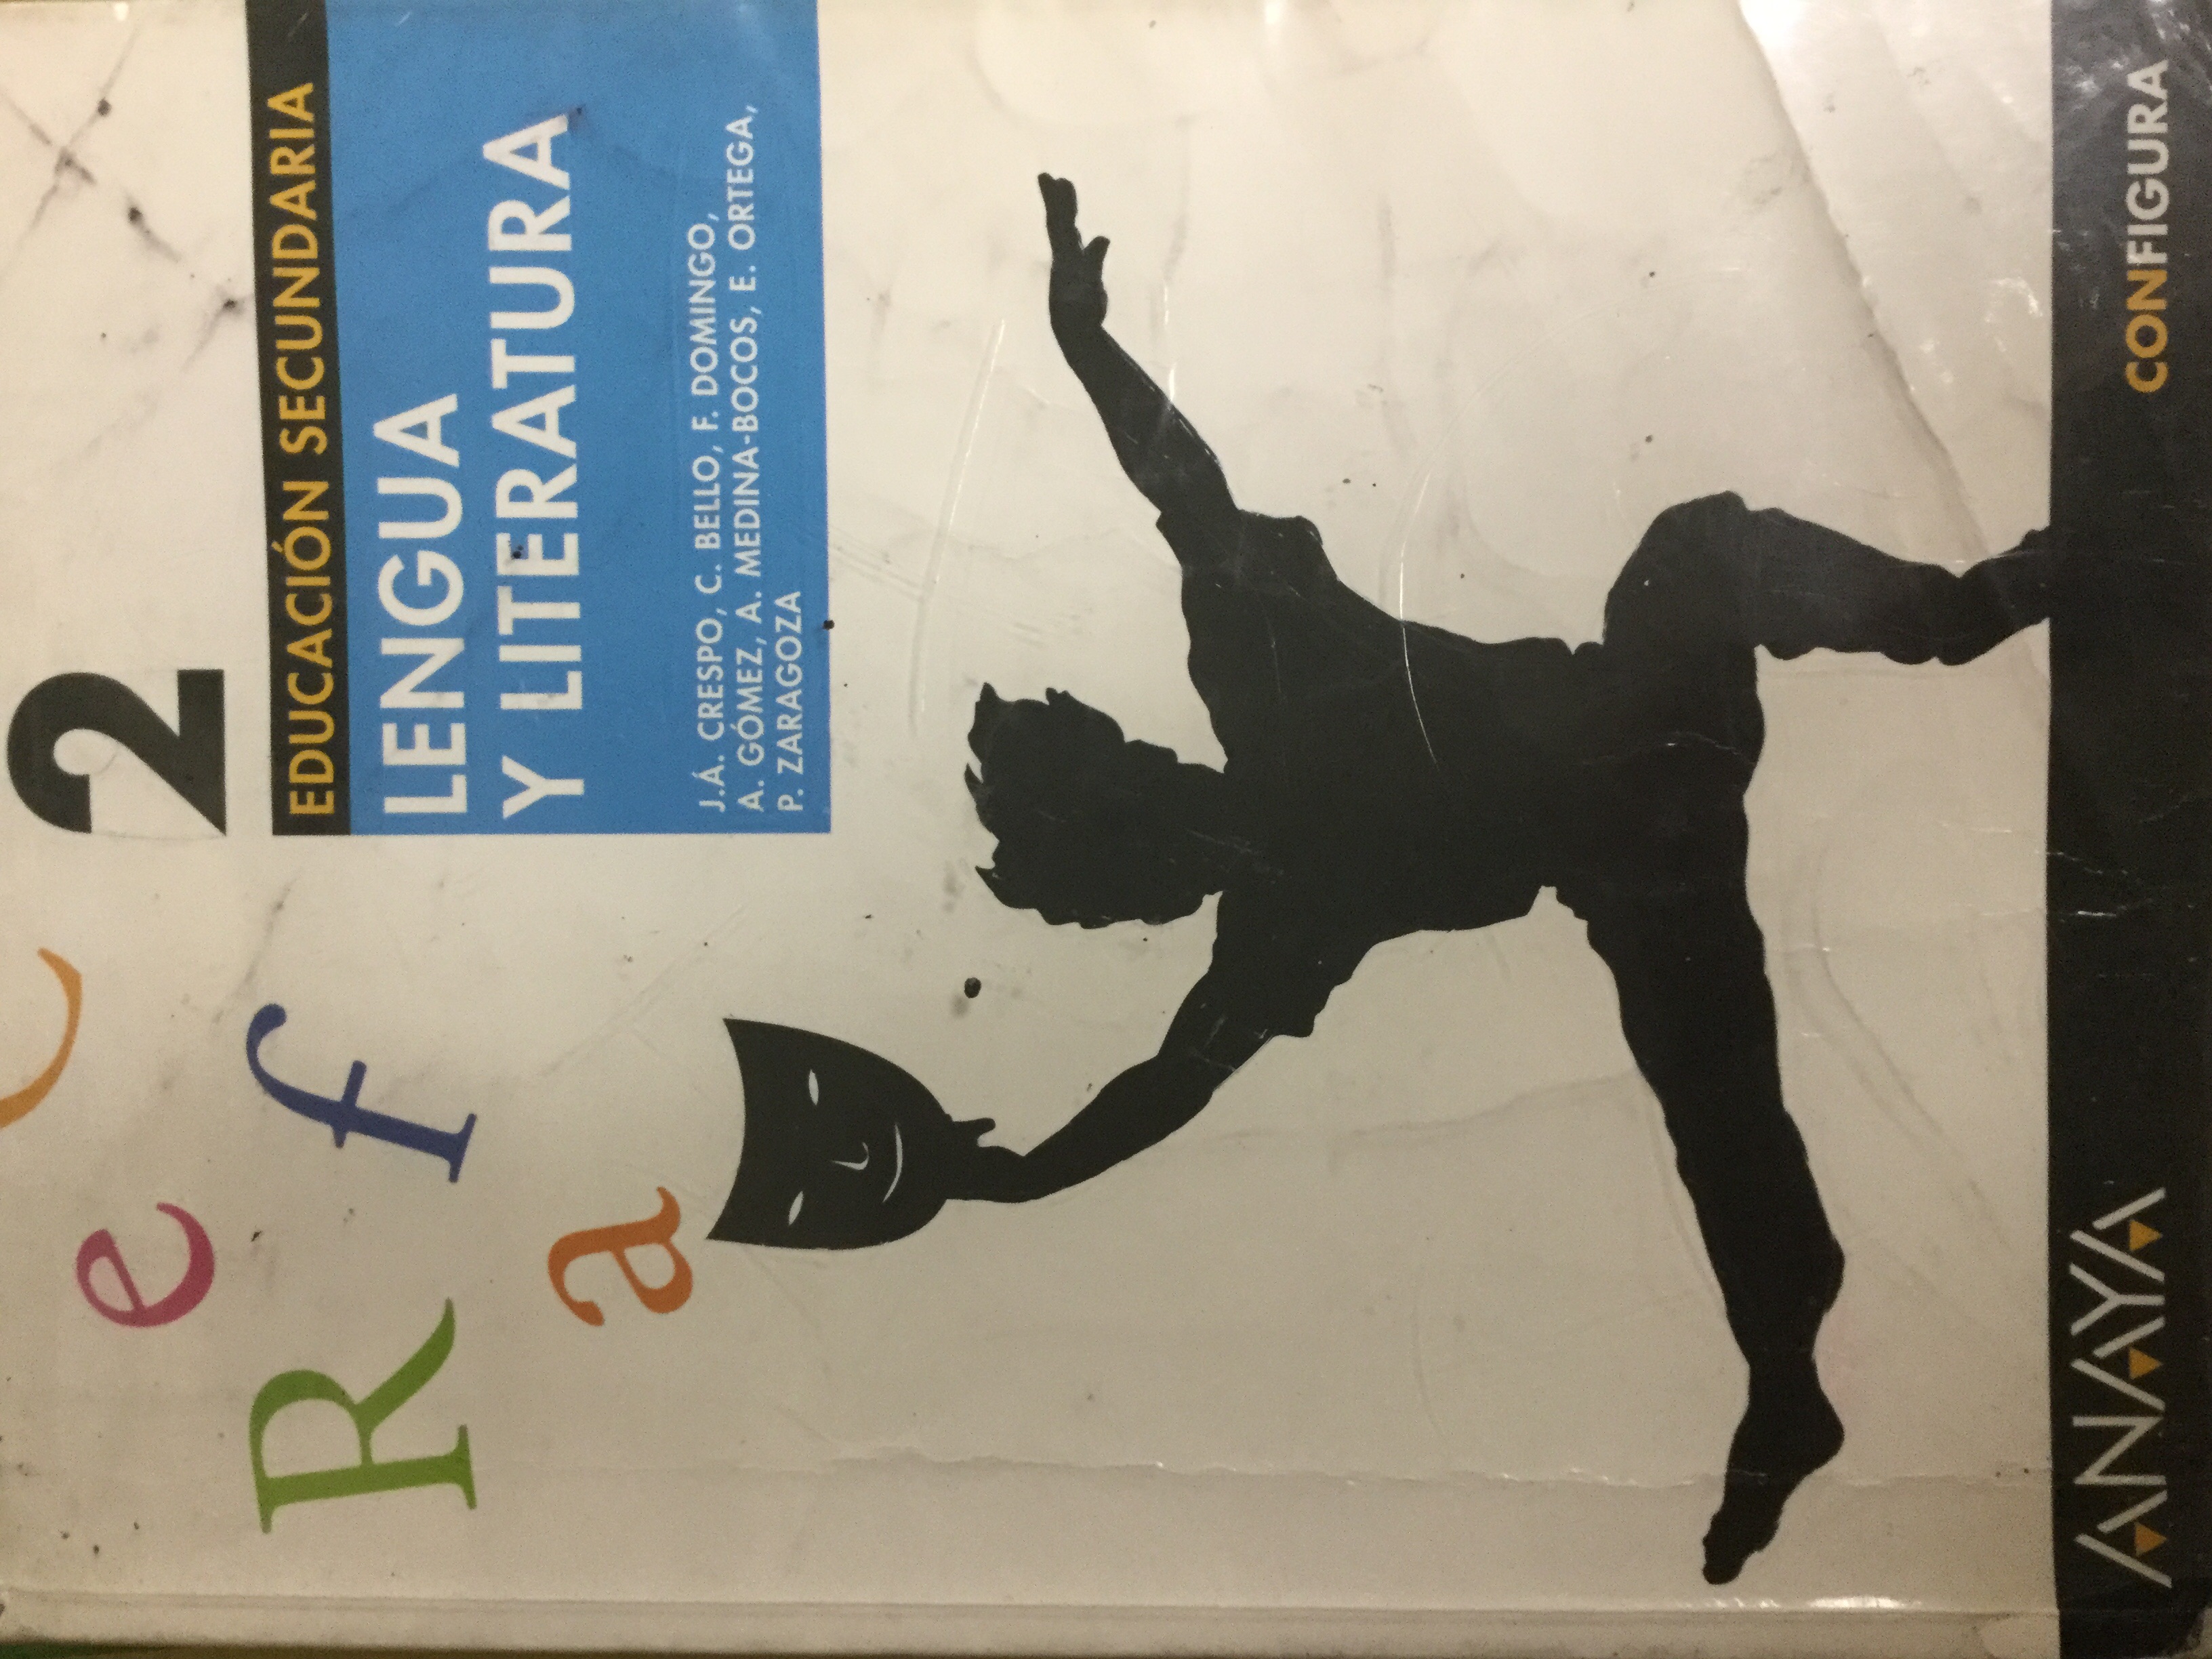 2
EDUCACIÓN SECUNDARIA
LENGUA
Y LITERATURA
J.Á. CRESPO, C. BELLO, F. DOMINGO,
A. GÓMEZ, A. MEDINA-BOCOS, E. ORTEGA,
P. ZARAGOZA
C
e
f
R
a
ANAYA
CONFIGURA